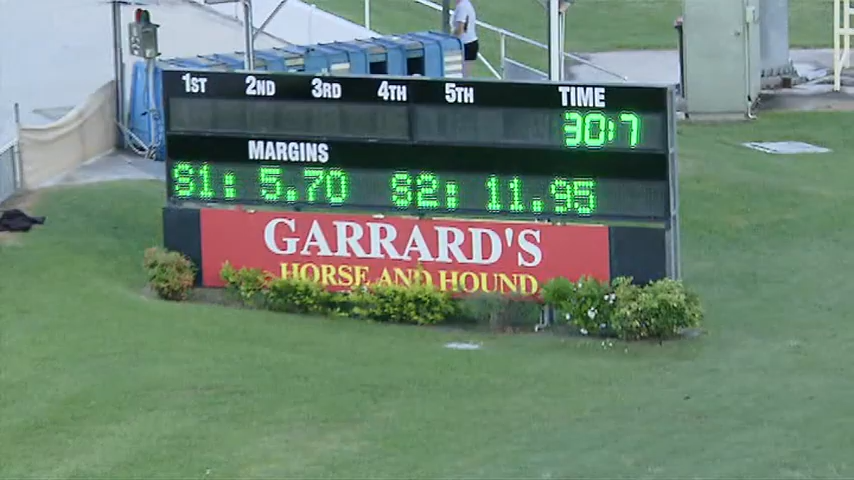 1ST 2ND 3RD 4TH 5TH TIME
30:7
MARGINS
S1: 5.70 S2: 11.95
GARRARD'S
HORSE AND HOUND